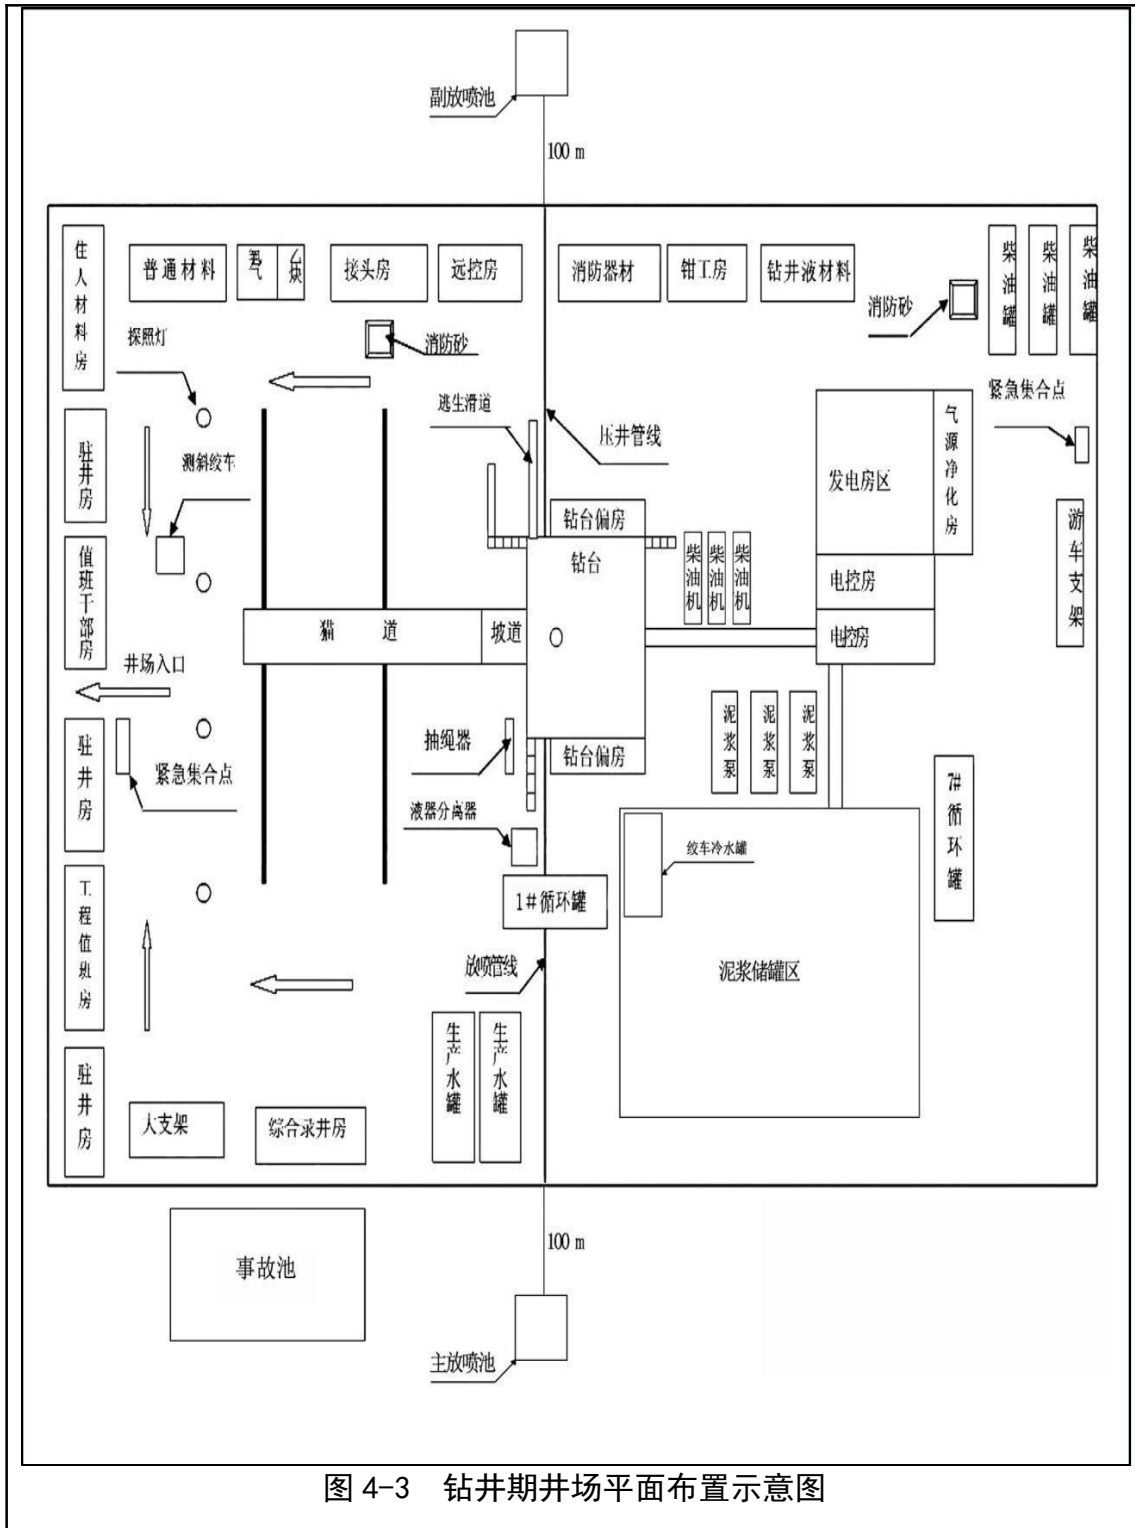 副放喷池
100 m
住人材料房
普通材料
氧气
乙炔
接头房
远控房
消防器材
钳工房
钻井液材料
消防砂
柴油罐
柴油罐
柴油罐
探照灯
消防砂
紧急集合点
逃生滑道
压井管线
驻井房
测斜绞车
发电房区
气源净化房
游车支架
钻台偏房
钻台
柴油机
柴油机
柴油机
值班干部房
电控房
猫道
坡道
电控房
井场入口
驻井房
紧急集合点
抽绳器
钻台偏房
泥浆泵
泥浆泵
泥浆泵
7#循环罐
液器分离器
绞车冷水罐
工程值班房
1#循环罐
放喷管线
泥浆储罐区
生产水罐
生产水罐
驻井房
大支架
综合录井房
事故池
100 m
主放喷池
图 4-3 钻井期井场平面布置示意图